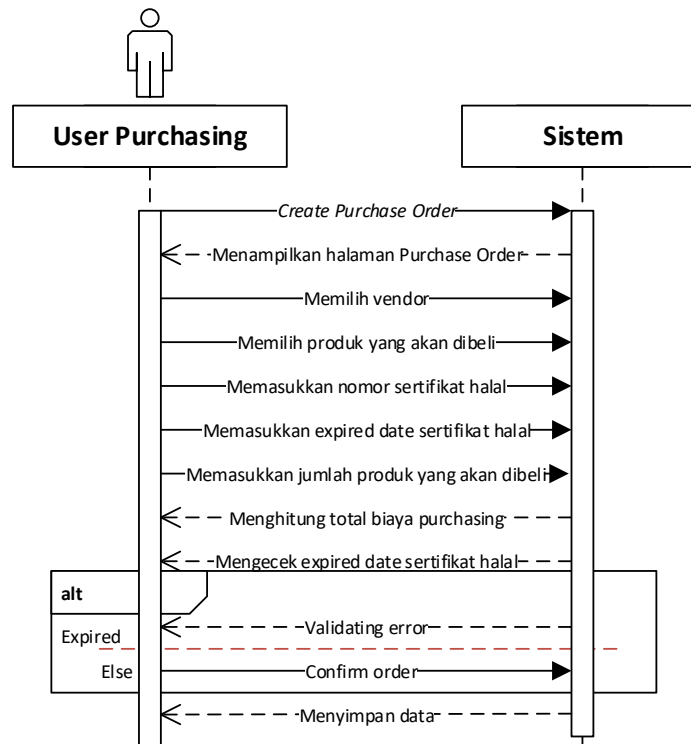 User Purchasing
Sistem
Create Purchase Order
Menampilkan halaman Purchase Order
Memilih vendor
Memilih produk yang akan dibeli
Memasukkan nomor sertifikat halal
Memasukkan expired date sertifikat halal
Memasukkan jumlah produk yang akan dibeli
Menghitung total biaya purchasing
Mengecek expired date sertifikat halal
alt
Validating error
Expired
Else
Confirm order
Menyimpan data